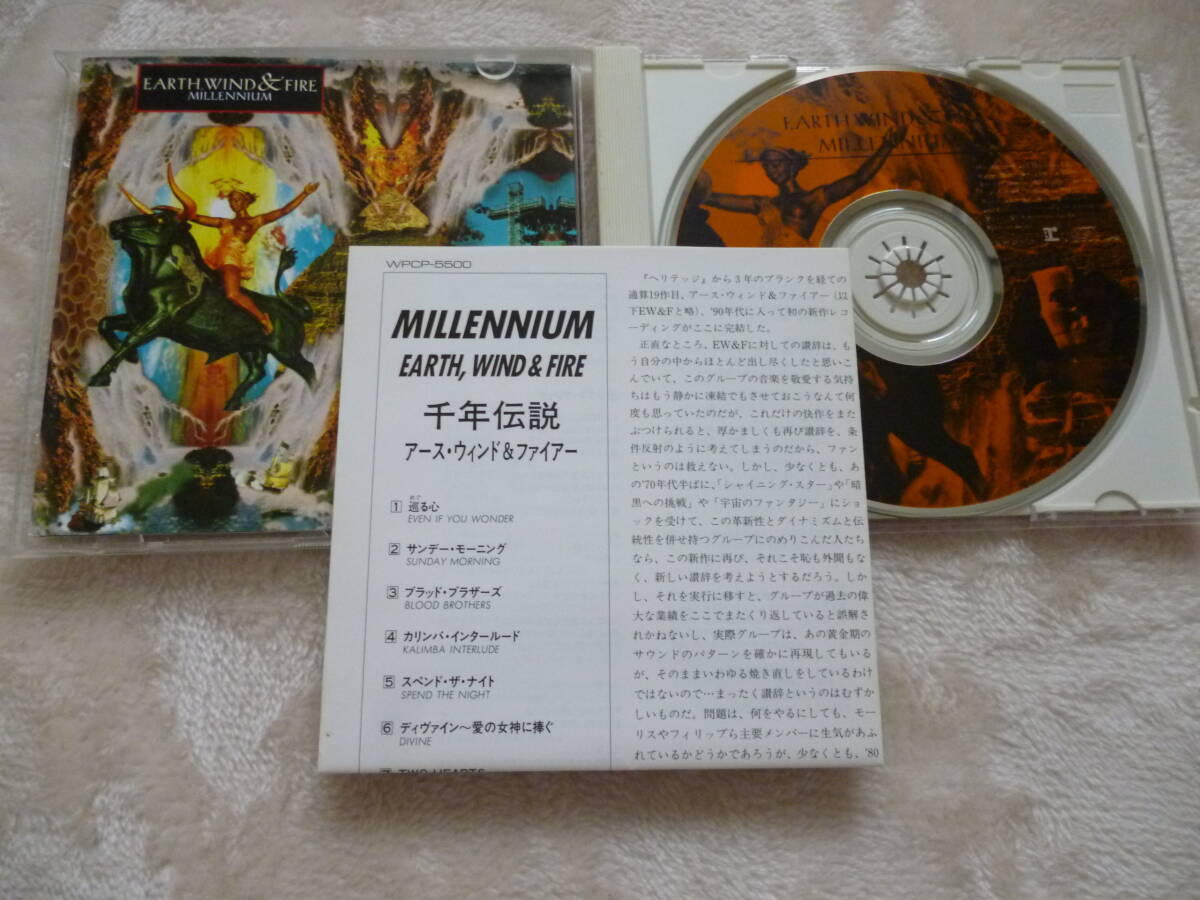 EARTH, WIND & FIRE
MILLENNIUM
EARTH, WIND &
MILLENNIUM
WPCP-5500
MILLENNIUM
EARTH, WIND & FIRE
千年伝説
アース・ウィンド&ファイアー
1 巡る心
めぐ
EVEN IF YOU WONDER
2 サンデー・モーニング
SUNDAY MORNING
3 ブラッド・ブラザーズ
BLOOD BROTHERS
4 カリンバ・インタールード
KALIMBA INTERLUDE
5 スペンド・ザ・ナイト
SPEND THE NIGHT
6 ディヴァイン〜愛の女神に捧ぐ
DIVINE
7 TWO HEARTS
『ヘリテッジ』から3年のブランクを経ての
通算19作目、アース・ウィンド&ファイアー(以
下EW&Fと略)、'90年代に入って初の新作レコ
ーディングがここに完結した。
正直なところ、EW&Fに対しての讃辞は、も
う自分の中からほとんど出し尽くしたと思いこ
んでいて、このグループの音楽を敬愛する気持
ちはもう静かに凍結でもさせておこうなんて何
度も思っていたのだが、これだけの快作をまた
ぶつけられると、厚かましくも再び讃辞を、条
件反射のように考えてしまうのだから、ファン
というのは救えない。しかし、少なくとも、あ
の'70年代半ばに、「シャイニング・スター」や「暗
黒への挑戦」や「宇宙のファンタジー」にショ
ックを受けて、この革新性とダイナミズムと伝
統性を併せ持つグループにのめりこんだ人たち
なら、この新作に再び、それこそ恥も外聞もな
く、新しい讃辞を考えようとするだろう。しか
し、それを実行に移すと、グループが過去の偉
大な業績をここでまたくり返していると誤解さ
れかねないし、実際グループは、あの黄金期の
サウンドのパターンを確かに再現してもいる
が、そのままいわゆる焼き直しをしているわけ
ではないので…まったく讃辞というのはむずか
しいものだ。問題は、何をやるにしても、モー
リスやフィリップら主要メンバーに生気があふ
れているかどうかであろうが、少なくとも、'80